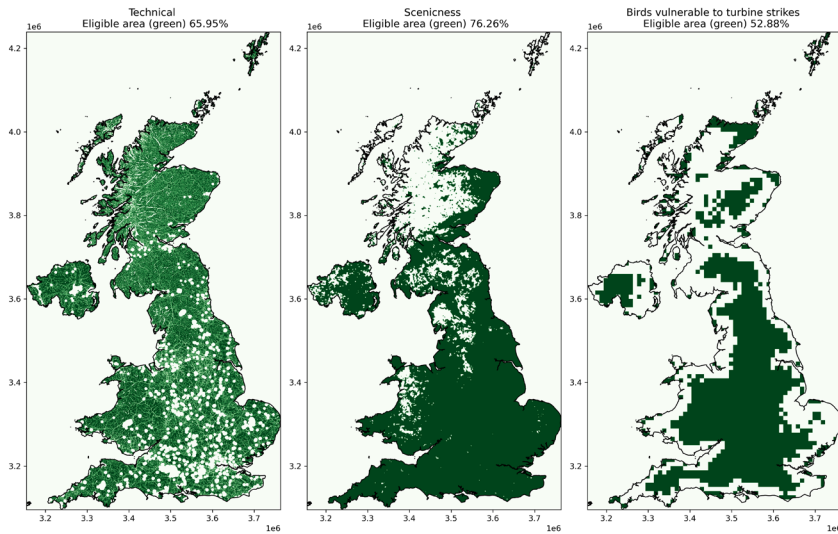 Technical
Eligible area (green) 65.95%
Scenicness
Eligible area (green) 76.26%
Birds vulnerable to turbine strikes
Eligible area (green) 52.88%
1e6
1e6
1e6
4.2
4.0
3.8
3.6
3.4
3.2
4.2
4.0
3.8
3.6
3.4
3.2
4.2
4.0
3.8
3.6
3.4
3.2
3.2 3.3 3.4 3.5 3.6 3.7
3.2 3.3 3.4 3.5 3.6 3.7
3.2 3.3 3.4 3.5 3.6 3.7
1e6
1e6
1e6